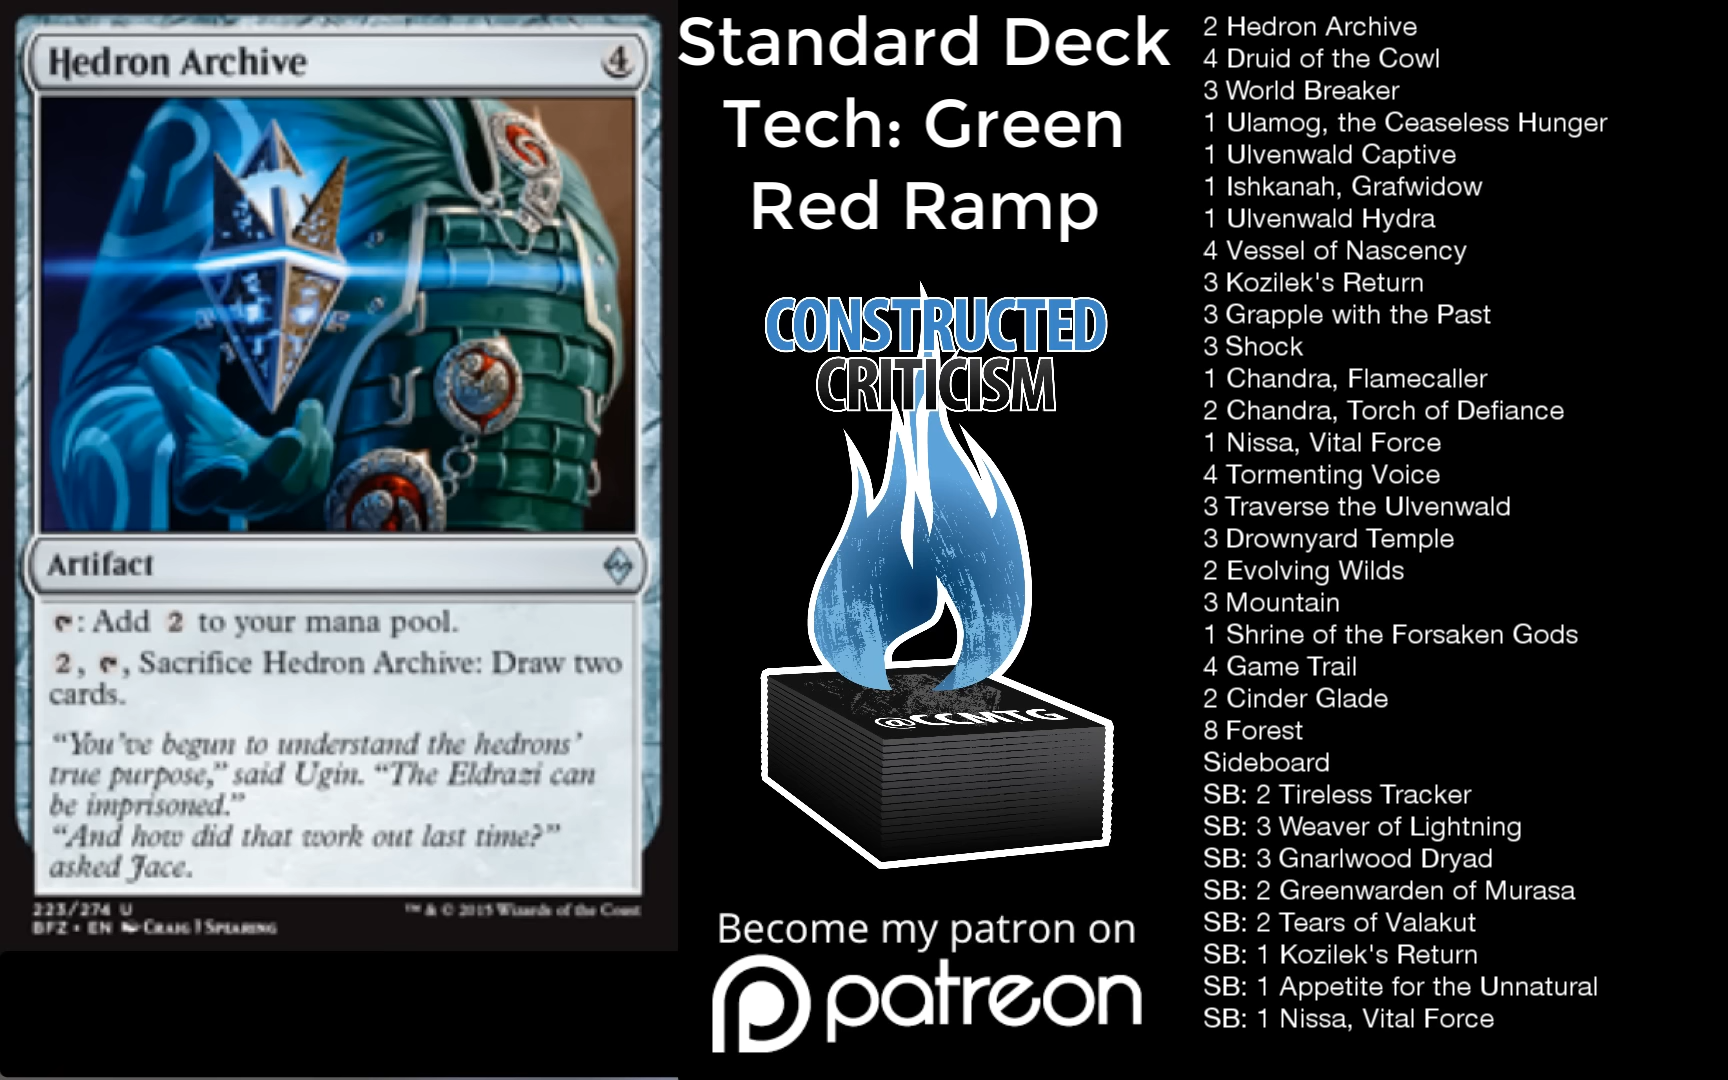 Hedron Archive 4
Artifact
T: Add 2 to your mana pool.
2, T, Sacrifice Hedron Archive: Draw two
cards.
“You’ve begun to understand the hedrons’
true purpose,” said Ugin. “The Eldrazi can
be imprisoned.”
“And how did that work out last time?”
asked Jace.
223/274 U
BFZ • EN CRAIG J SPEARING
™ & © 2015 Wizards of the Coast
Standard Deck
Tech: Green
Red Ramp
CONSTRUCTED
CRITICISM
@CCMTG
Become my patron on
patreon
2 Hedron Archive
4 Druid of the Cowl
3 World Breaker
1 Ulamog, the Ceaseless Hunger
1 Ulvenwald Captive
1 Ishkanah, Grafwidow
1 Ulvenwald Hydra
4 Vessel of Nascency
3 Kozilek's Return
3 Grapple with the Past
3 Shock
1 Chandra, Flamecaller
2 Chandra, Torch of Defiance
1 Nissa, Vital Force
4 Tormenting Voice
3 Traverse the Ulvenwald
3 Drownyard Temple
2 Evolving Wilds
3 Mountain
1 Shrine of the Forsaken Gods
4 Game Trail
2 Cinder Glade
8 Forest
Sideboard
SB: 2 Tireless Tracker
SB: 3 Weaver of Lightning
SB: 3 Gnarlwood Dryad
SB: 2 Greenwarden of Murasa
SB: 2 Tears of Valakut
SB: 1 Kozilek's Return
SB: 1 Appetite for the Unnatural
SB: 1 Nissa, Vital Force